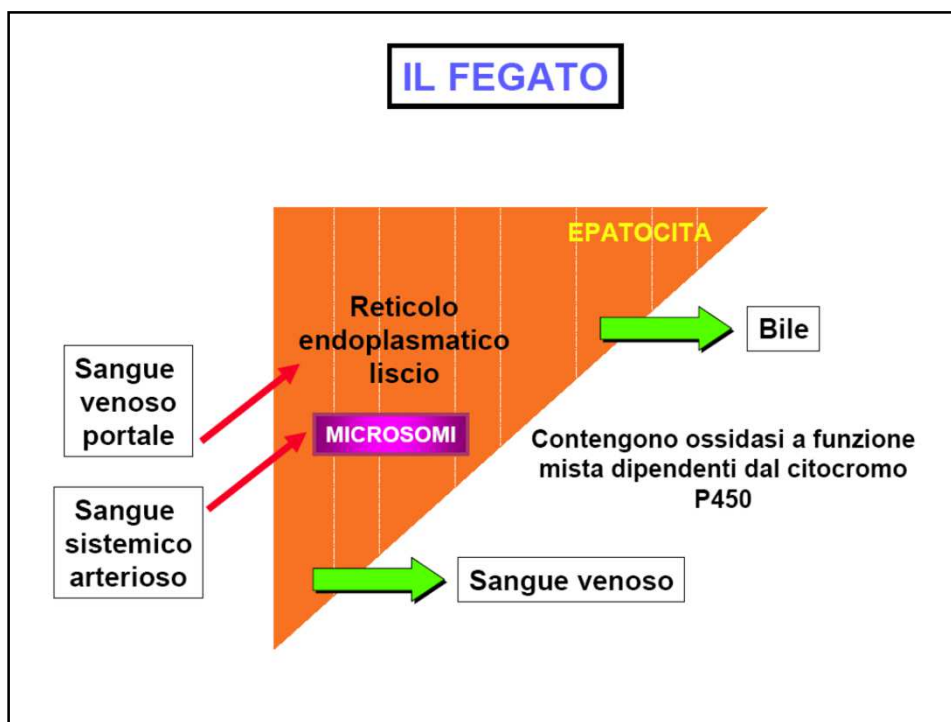 IL FEGATO
EPATOCITA
Reticolo
endoplasmatico
liscio
Bile
Sangue
venoso
portale
MICROSOMI
Contengono ossidasi a funzione
mista dipendenti dal citocromo
P450
Sangue
sistemico
arterioso
Sangue venoso